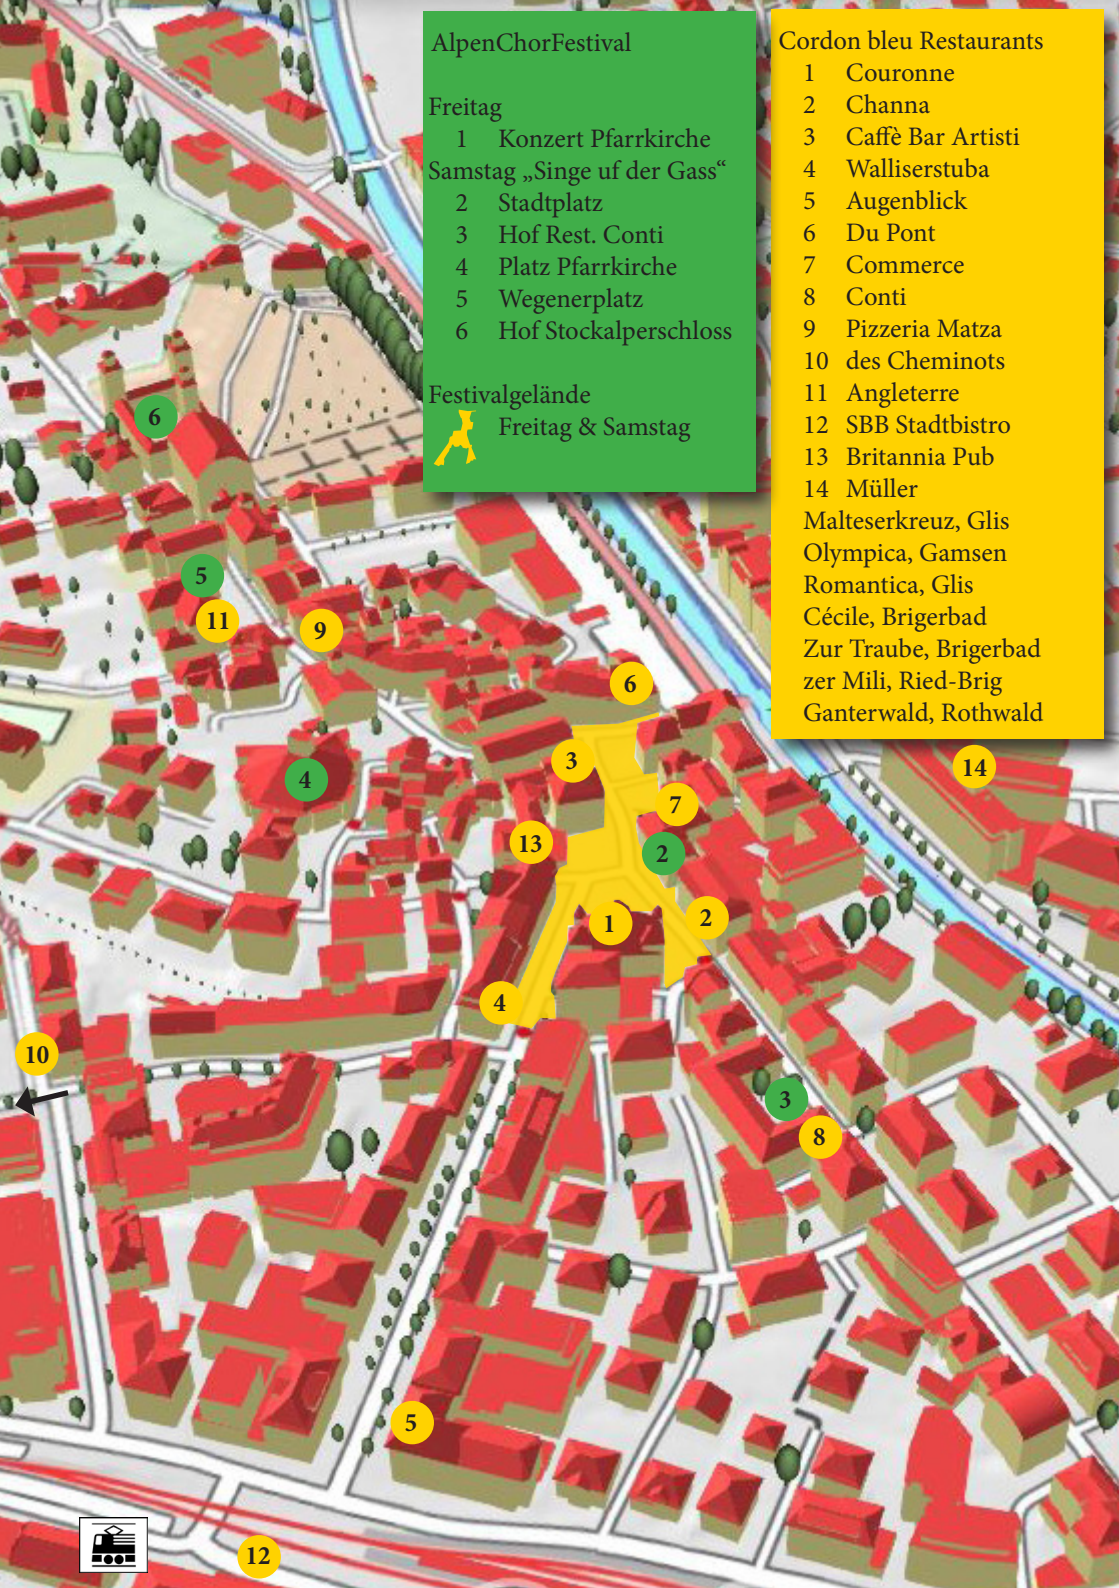 AlpenChorFestival
Freitag
1 Konzert Pfarrkirche
Samstag „Singe uf der Gass“
2 Stadtplatz
3 Hof Rest. Conti
4 Platz Pfarrkirche
5 Wegenerplatz
6 Hof Stockalperschloss
Festivalgelände
Freitag & Samstag
Cordon bleu Restaurants
1 Couronne
2 Channa
3 Caffè Bar Artisti
4 Walliserstuba
5 Augenblick
6 Du Pont
7 Commerce
8 Conti
9 Pizzeria Matza
10 des Cheminots
11 Angleterre
12 SBB Stadtbistro
13 Britannia Pub
14 Müller
Malteserkreuz, Glis
Olympica, Gamsen
Romantica, Glis
Cécile, Brigerbad
Zur Traube, Brigerbad
zer Mili, Ried-Brig
Ganterwald, Rothwald
6
5
11
9
6
3
4
14
7
13
2
1
2
4
10
3
8
5
12